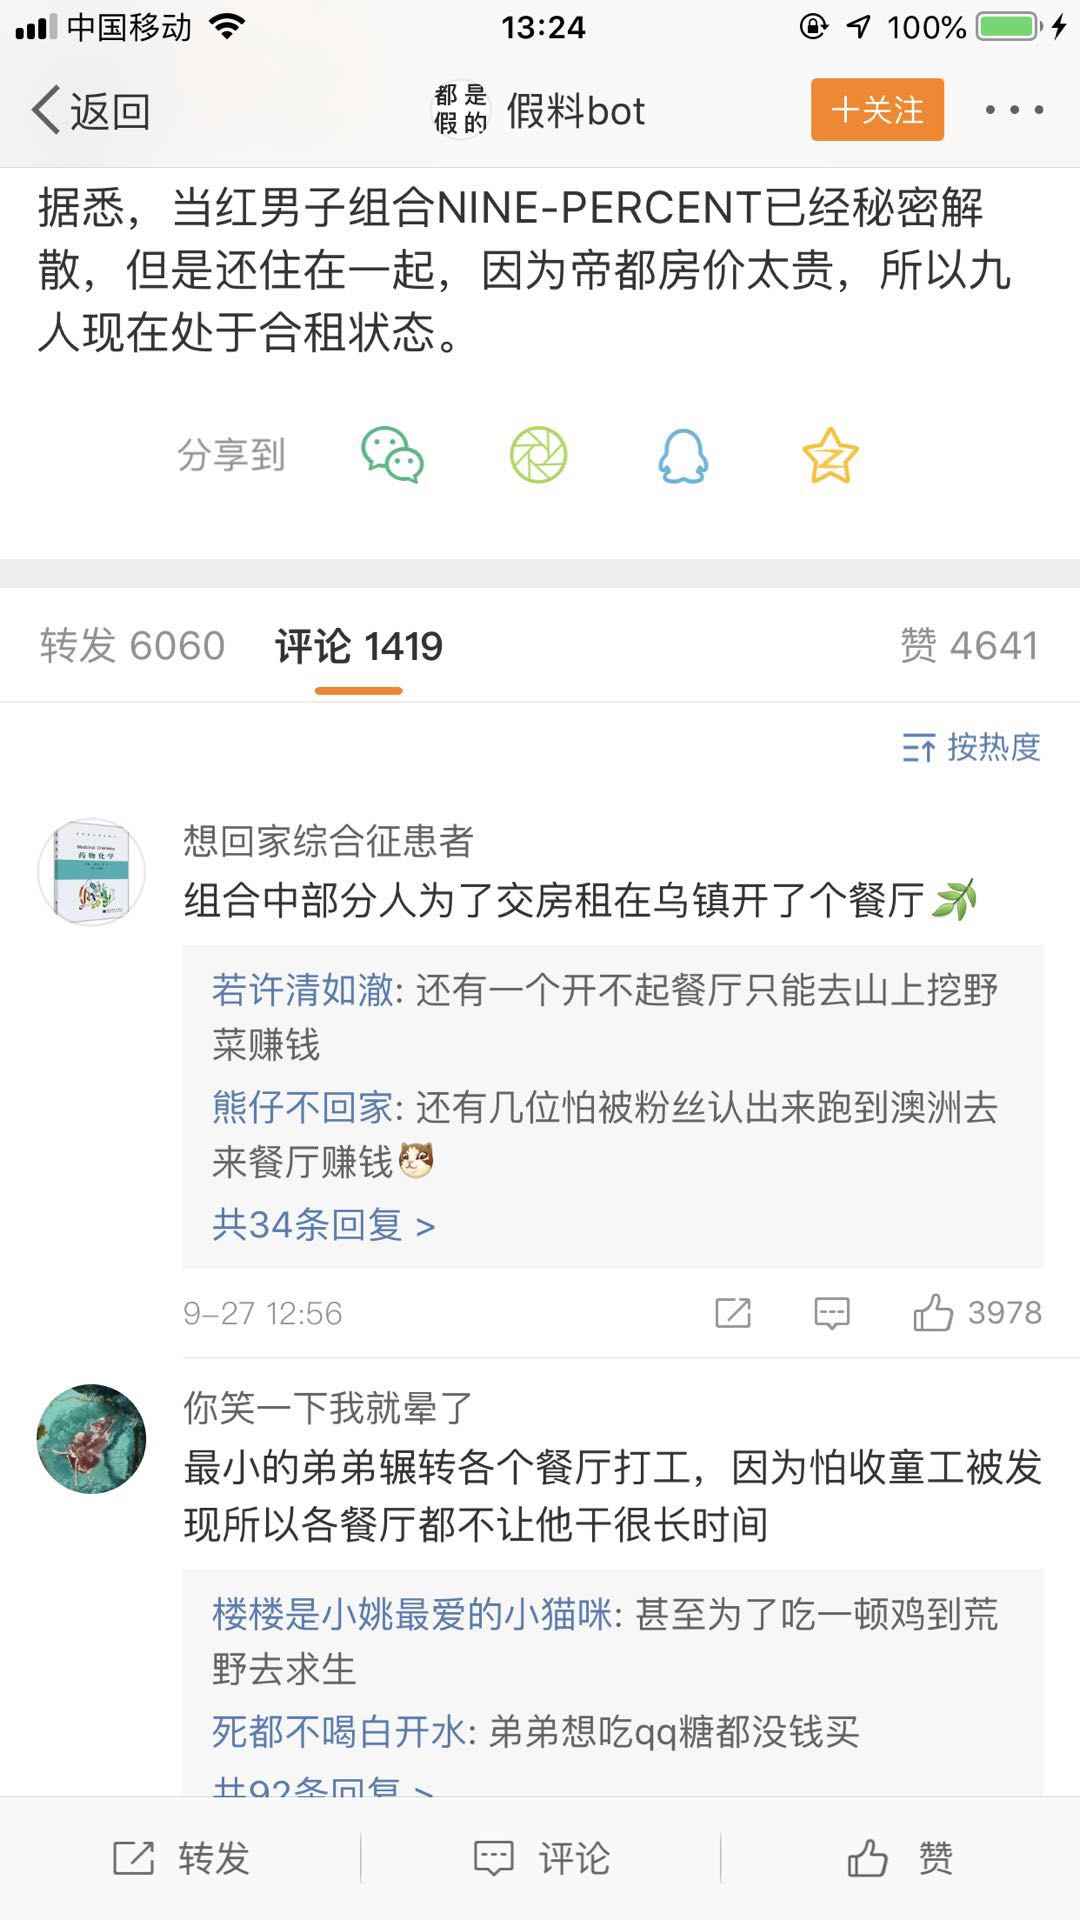 中国移动 13:24 100%
返回 都是假的 假料bot 十关注
据悉，当红男子组合NINE-PERCENT已经秘密解
散，但是还住在一起，因为帝都房价太贵，所以九
人现在处于合租状态。
分享到
转发 6060 评论 1419 赞 4641
按热度
想回家综合征患者
Medicinal Chemistry
药物化学
组合中部分人为了交房租在乌镇开了个餐厅
若许清如澈: 还有一个开不起餐厅只能去山上挖野
菜赚钱
熊仔不回家: 还有几位怕被粉丝认出来跑到澳洲去
来餐厅赚钱
共34条回复 >
9-27 12:56 3978
你笑一下我就晕了
最小的弟弟辗转各个餐厅打工，因为怕收童工被发
现所以各餐厅都不让他干很长时间
楼楼是小姚最爱的小猫咪: 甚至为了吃一顿鸡到荒
野去求生
死都不喝白开水: 弟弟想吃qq糖都没钱买
共92条回复 >
转发 评论 赞